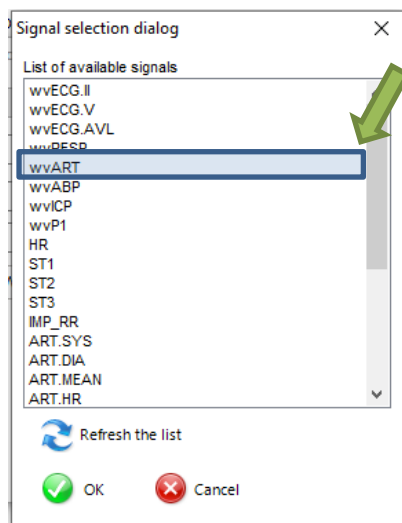 Signal selection dialog
List of available signals
wvECG.II
wvECG.V
wvECG.AVL
wvRESP
wvART
wvABP
wvICP
wvP1
HR
ST1
ST2
ST3
IMP_RR
ART.SYS
ART.DIA
ART.MEAN
ART.HR
Refresh the list
OK Cancel